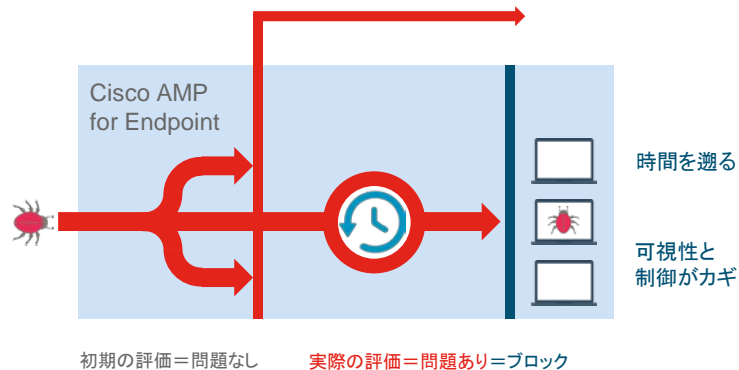 Cisco AMP
for Endpoint
時間を遡る
可視性と
制御がカギ
初期の評価＝問題なし
実際の評価＝問題あり＝ブロック